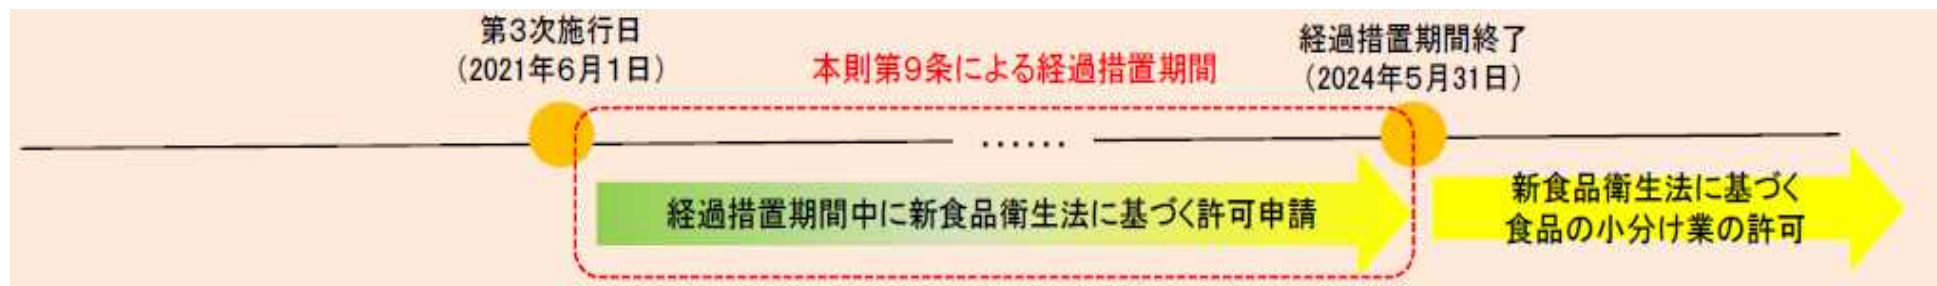 第３次施行日
（2021年６月１日）
本則第９条による経過措置期間
経過措置期間終了
（2024年５月31日）
……
経過措置期間中に新食品衛生法に基づく許可申請
新食品衛生法に基づく
食品の小分け業の許可